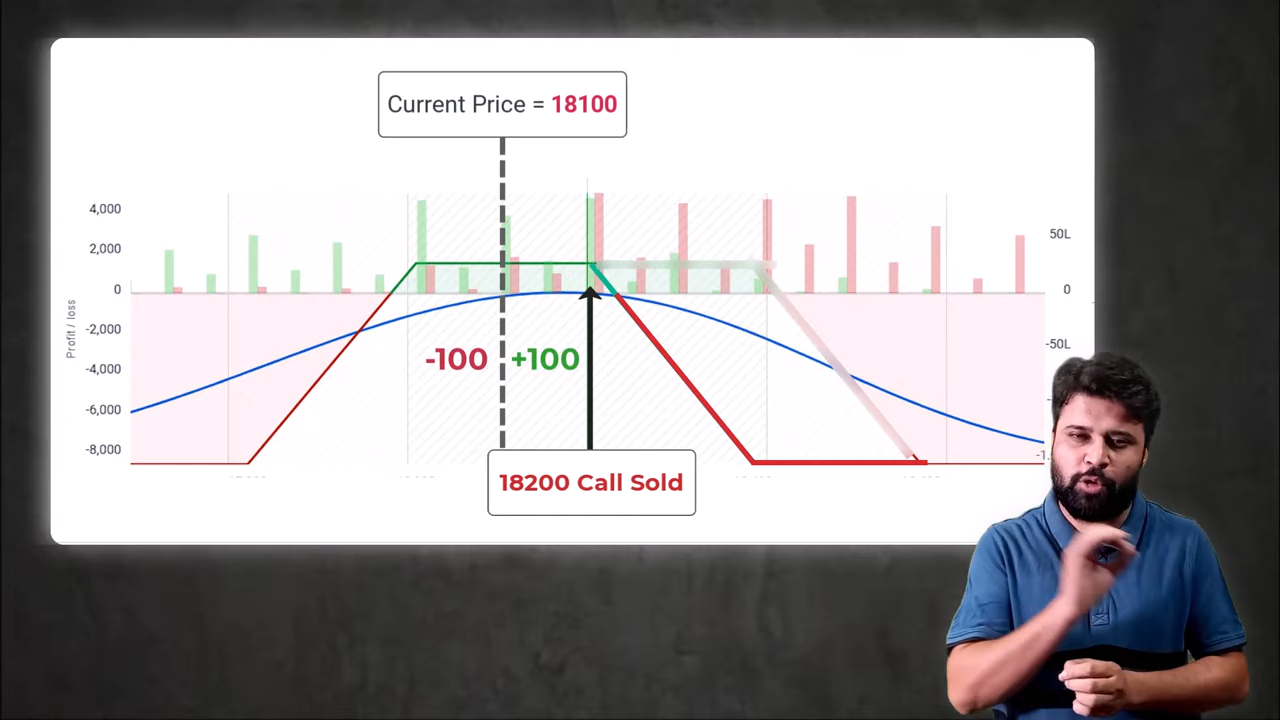 Current Price = 18100
4,000
2,000
0
-2,000
-4,000
-6,000
-8,000
Profit / loss
50L
0
-50L
-100 +100
18200 Call Sold